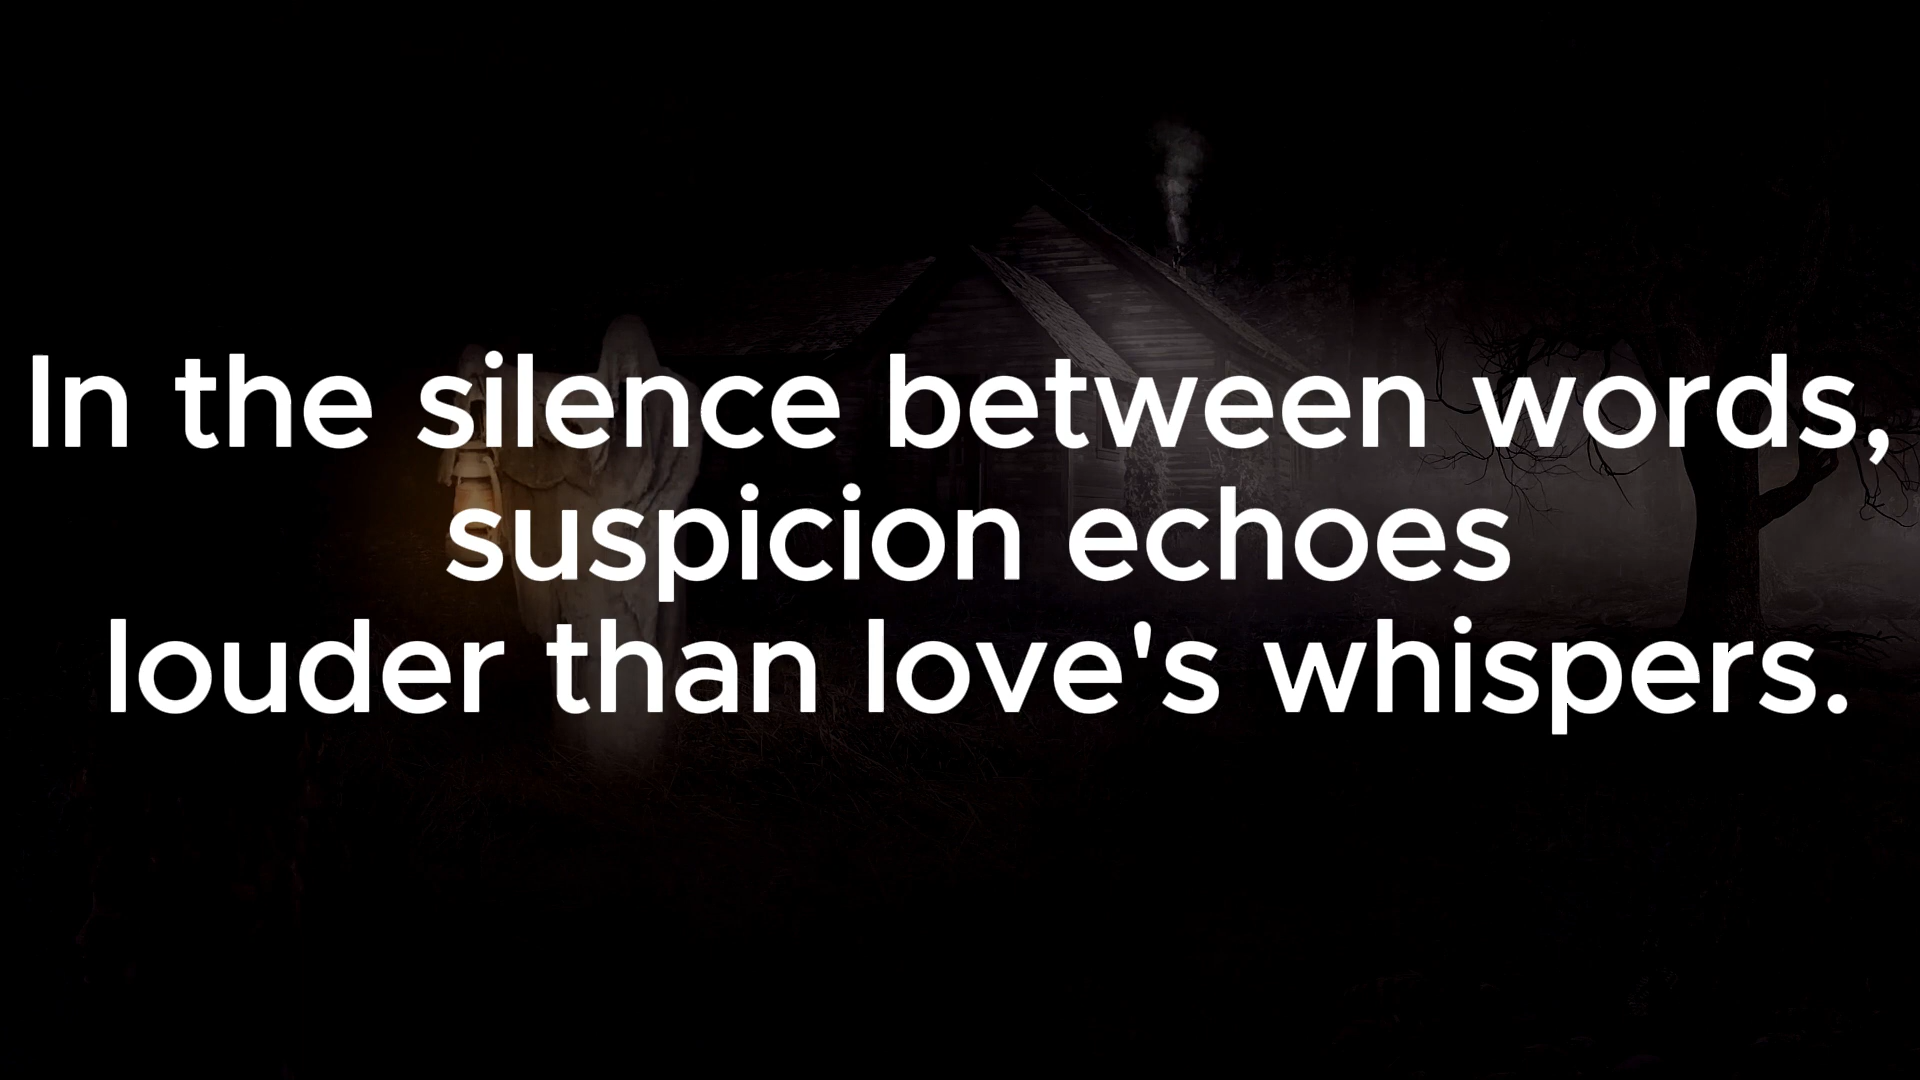 In the silence between words,
suspicion echoes
louder than love's whispers.